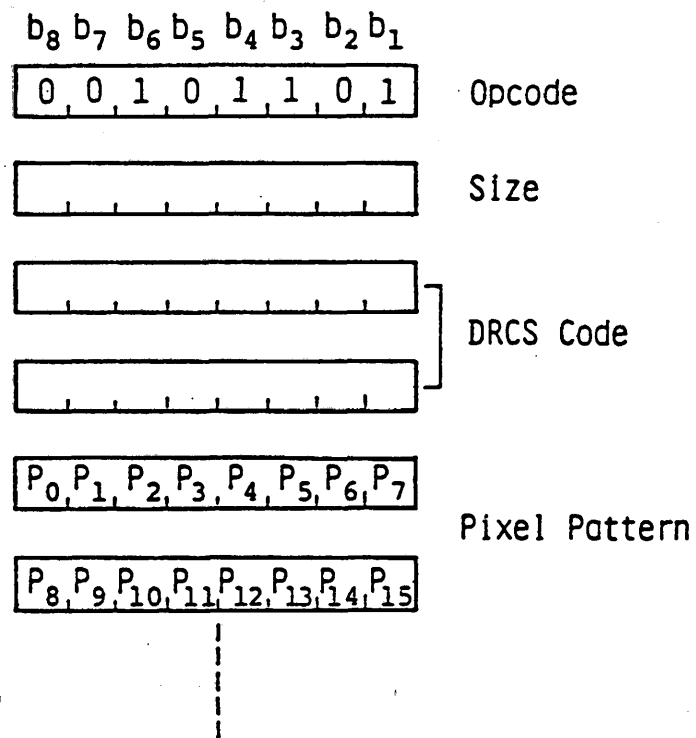 b8 b7 b6 b5 b4 b3 b2 b1
0 0 1 0 1 1 0 1 Opcode
Size
DRCS Code
P0 P1 P2 P3 P4 P5 P6 P7
Pixel Pattern
P8 P9 P10 P11 P12 P13 P14 P15